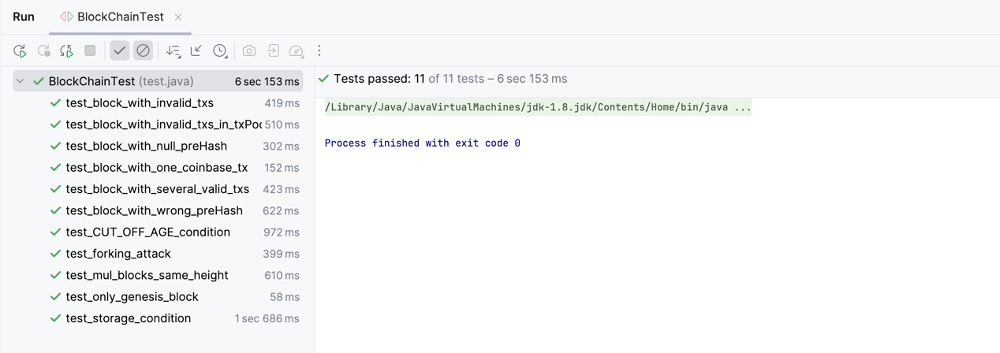 Run BlockChainTest
BlockChainTest (test.java) 6 sec 153 ms
test_block_with_invalid_txs 419 ms
test_block_with_invalid_txs_in_txPoo 510 ms
test_block_with_null_preHash 302 ms
test_block_with_one_coinbase_tx 152 ms
test_block_with_several_valid_txs 423 ms
test_block_with_wrong_preHash 622 ms
test_CUT_OFF_AGE_condition 972 ms
test_forking_attack 399 ms
test_mul_blocks_same_height 610 ms
test_only_genesis_block 58 ms
test_storage_condition 1 sec 686 ms
Tests passed: 11 of 11 tests – 6 sec 153 ms
/Library/Java/JavaVirtualMachines/jdk-1.8.jdk/Contents/Home/bin/java ...
Process finished with exit code 0